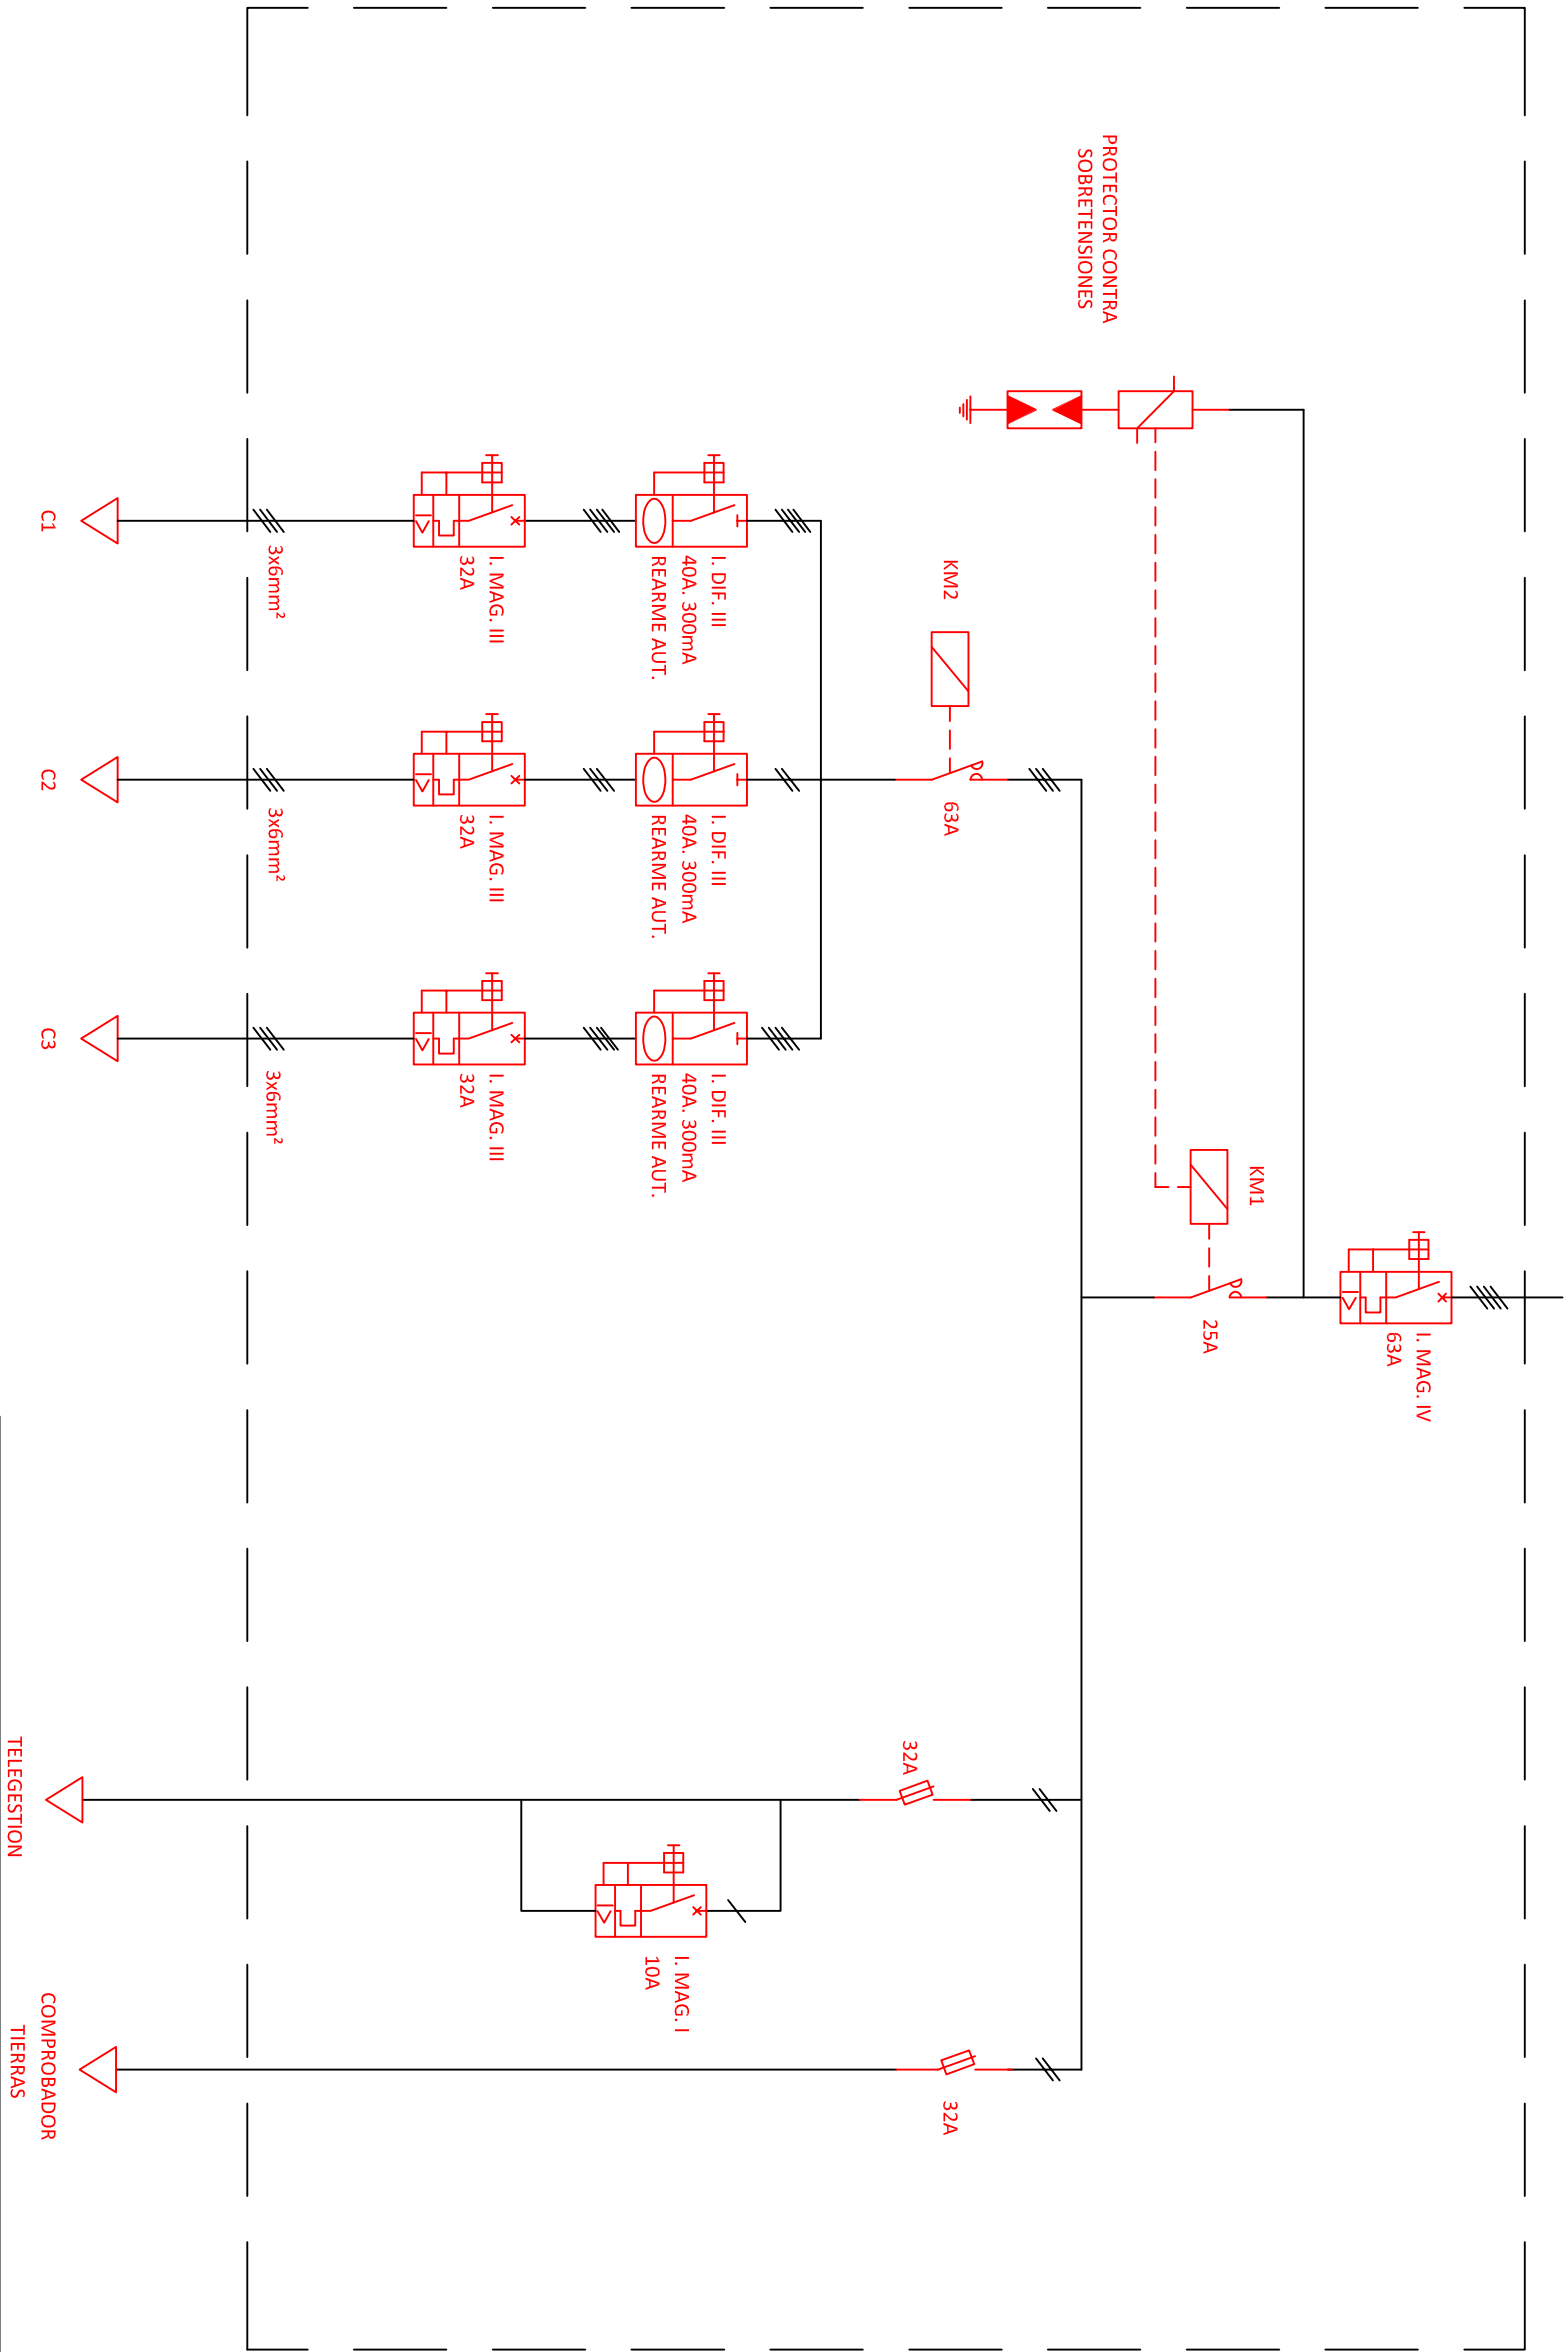 I. MAG. IV
63A
KM1
25A
PROTECTOR CONTRA
SOBRETENSIONES
KM2
63A
32A
32A
I. DIF. III
40A. 300mA
REARME AUT.
I. DIF. III
40A. 300mA
REARME AUT.
I. DIF. III
40A. 300mA
REARME AUT.
I. MAG. I
10A
I. MAG. III
32A
I. MAG. III
32A
I. MAG. III
32A
3x6mm²
3x6mm²
3x6mm²
C1
C2
C3
TELEGESTION
COMPROBADOR
TIERRAS